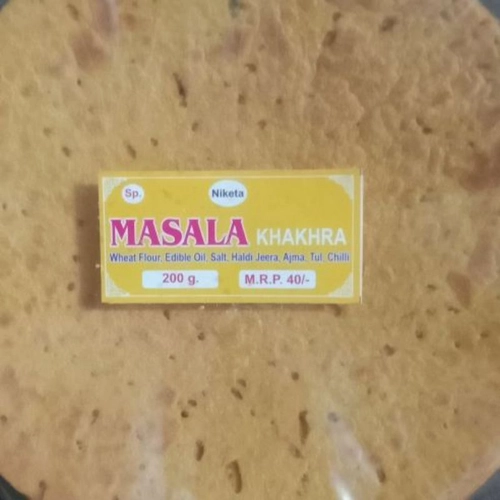 Sp. Niketa
MASALA KHAKHRA
Wheat Flour, Edible Oil, Salt, Haldi Jeera, Ajma, Tul, Chilli
200 g. M.R.P. 40/-